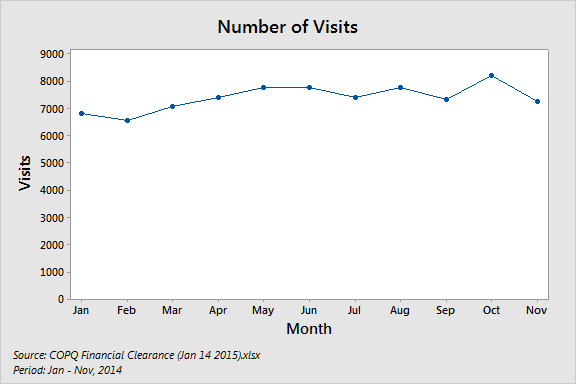 Number of Visits
9000
8000
7000
6000
5000
4000
3000
2000
1000
0
Visits
Jan Feb Mar Apr May Jun Jul Aug Sep Oct Nov
Month
Source: COPQ Financial Clearance (Jan 14 2015).xlsx
Period: Jan - Nov, 2014